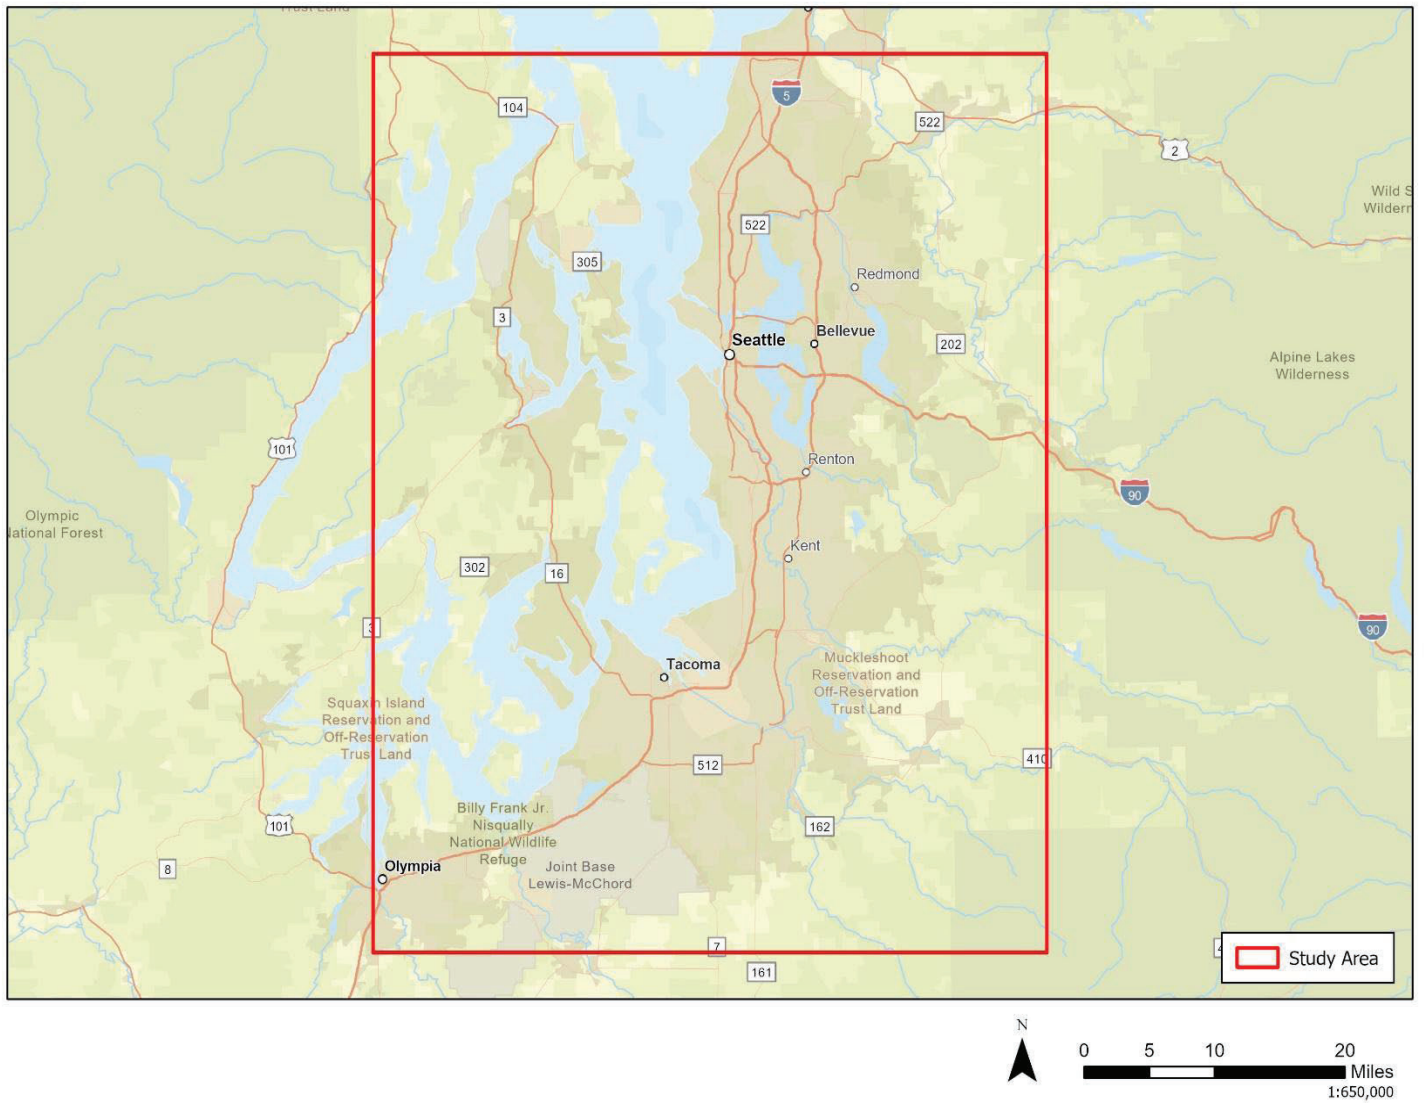 Trust Land
5
104
522
2
Wild S
Wildern
522
305
Redmond
3
Bellevue
Seattle
202
Alpine Lakes
Wilderness
101
Renton
90
Olympic
National Forest
Kent
302
16
3
90
Tacoma
Muckleshoot
Reservation and
Off-Reservation
Trust Land
Squaxin Island
Reservation and
Off-Reservation
Trust Land
410
512
Billy Frank Jr.
Nisqually
National Wildlife
Refuge
101
162
8
Olympia
Joint Base
Lewis-McChord
7
161
Study Area
N
0 5 10 20
Miles
1:650,000